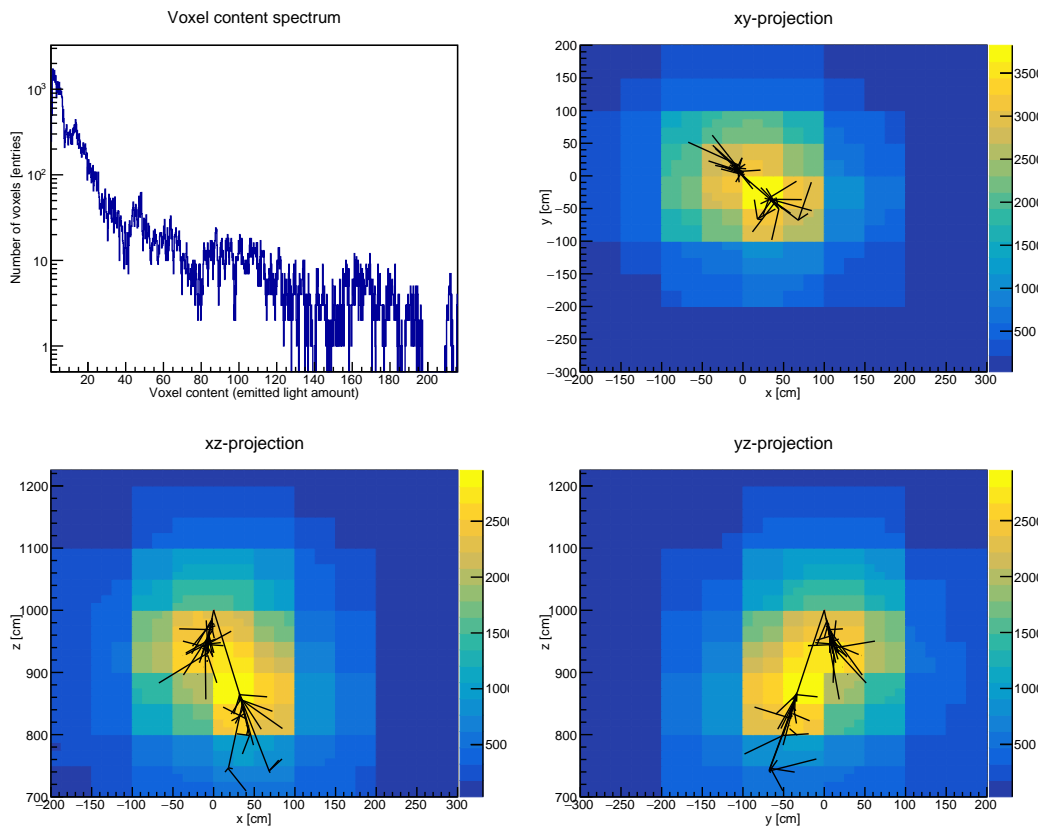 Voxel content spectrum
Number of voxels [entries]
10³
10²
10
1
20 40 60 80 100 120 140 160 180 200
Voxel content (emitted light amount)
xy-projection
y [cm]
200
150
100
50
0
−50
−100
−150
−200
−250
−300
−200 −150 −100 −50 0 50 100 150 200 250 300
x [cm]
3500
3000
2500
2000
1500
1000
500
xz-projection
z [cm]
1200
1100
1000
900
800
700
−200 −150 −100 −50 0 50 100 150 200 250 300
x [cm]
2500
2000
1500
1000
500
yz-projection
z [cm]
1200
1100
1000
900
800
700
−300 −250 −200 −150 −100 −50 0 50 100 150 200
y [cm]
2500
2000
1500
1000
500